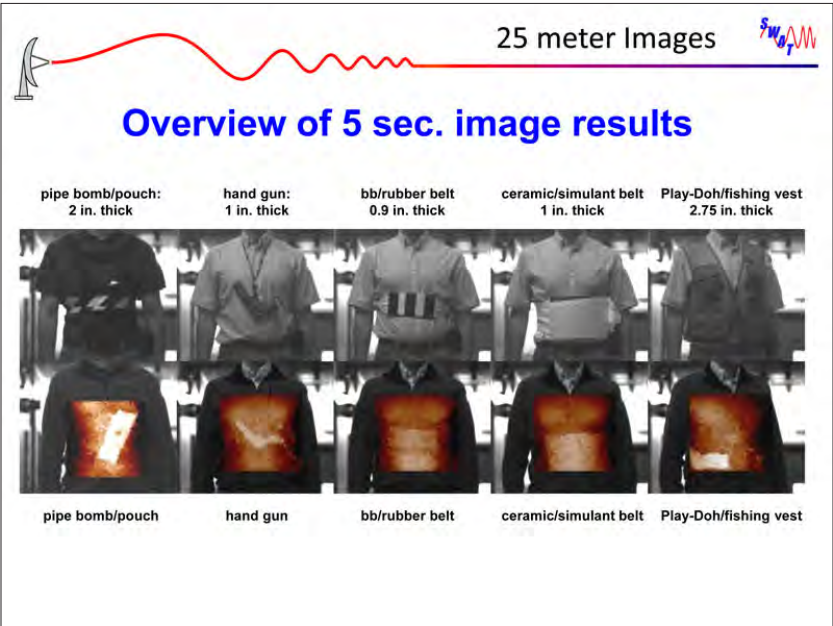 25 meter Images
SWAT
Overview of 5 sec. image results
pipe bomb/pouch:
2 in. thick
hand gun:
1 in. thick
bb/rubber belt
0.9 in. thick
ceramic/simulant belt
1 in. thick
Play-Doh/fishing vest
2.75 in. thick
pipe bomb/pouch
hand gun
bb/rubber belt
ceramic/simulant belt
Play-Doh/fishing vest